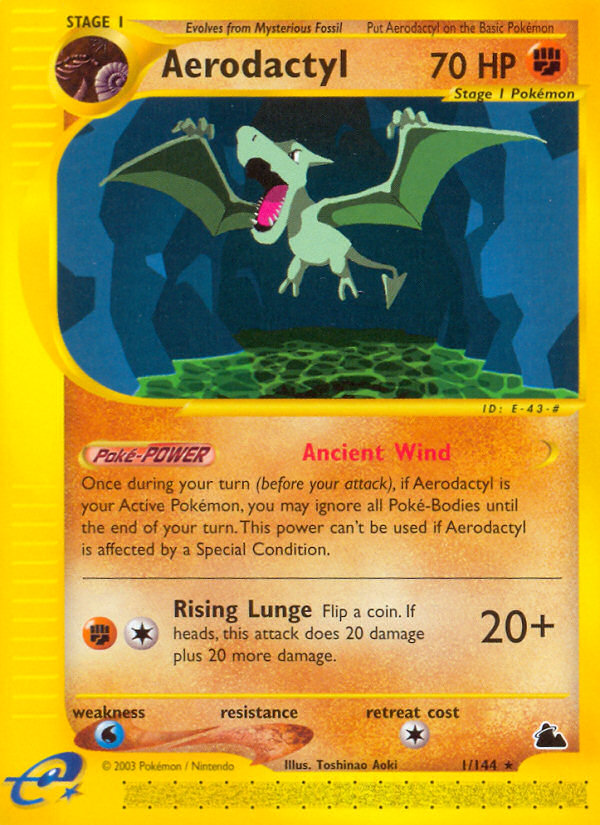 STAGE 1 Evolves from Mysterious Fossil Put Aerodactyl on the Basic Pokémon
Aerodactyl 70 HP
Stage 1 Pokémon
ID: E-43-#
Poké-POWER Ancient Wind
Once during your turn (before your attack), if Aerodactyl is
your Active Pokémon, you may ignore all Poké-Bodies until
the end of your turn. This power can't be used if Aerodactyl
is affected by a Special Condition.
Rising Lunge Flip a coin. If
heads, this attack does 20 damage
plus 20 more damage.
20+
weakness resistance retreat cost
© 2003 Pokémon / Nintendo Illus. Toshinao Aoki 1/144 ★
e